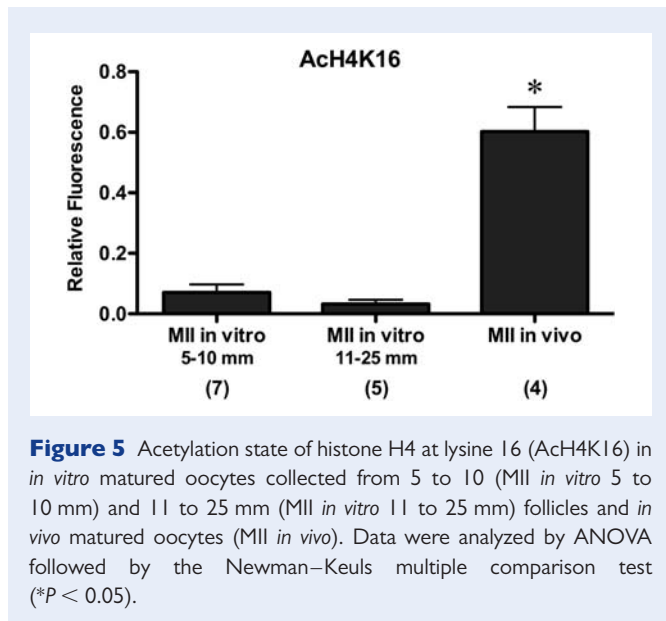 AcH4K16
Relative Fluorescence
0.8
0.6
0.4
0.2
0.0
*
MII in vitro
5-10 mm
(7)
MII in vitro
11-25 mm
(5)
MII in vivo
(4)
Figure 5 Acetylation state of histone H4 at lysine 16 (AcH4K16) in
in vitro matured oocytes collected from 5 to 10 (MII in vitro 5 to
10 mm) and 11 to 25 mm (MII in vitro 11 to 25 mm) follicles and in
vivo matured oocytes (MII in vivo). Data were analyzed by ANOVA
followed by the Newman–Keuls multiple comparison test
(*P < 0.05).